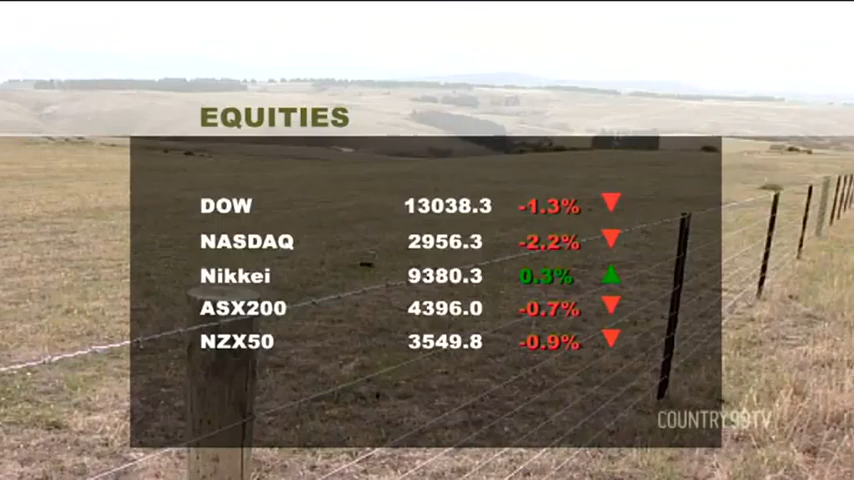 EQUITIES
DOW 13038.3 -1.3%
NASDAQ 2956.3 -2.2%
Nikkei 9380.3 0.3%
ASX200 4396.0 -0.7%
NZX50 3549.8 -0.9%
COUNTRY99TV